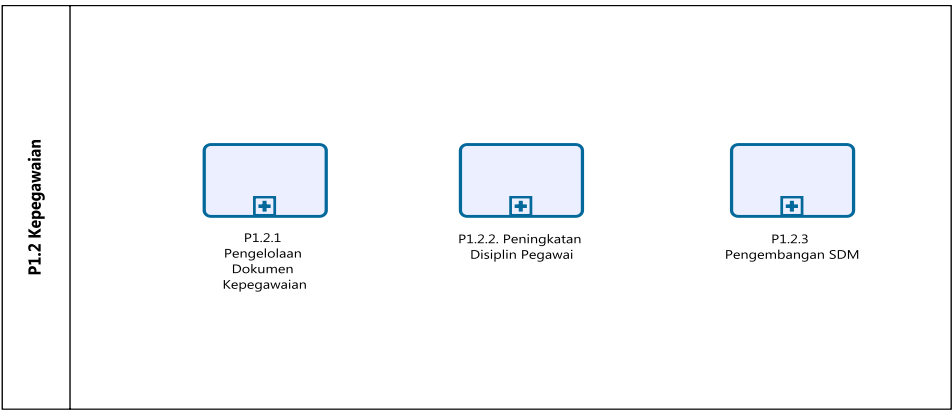 P1.2 Kepegawaian
P1.2.1
Pengelolaan
Dokumen
Kepegawaian
P1.2.2. Peningkatan
Disiplin Pegawai
P1.2.3
Pengembangan SDM